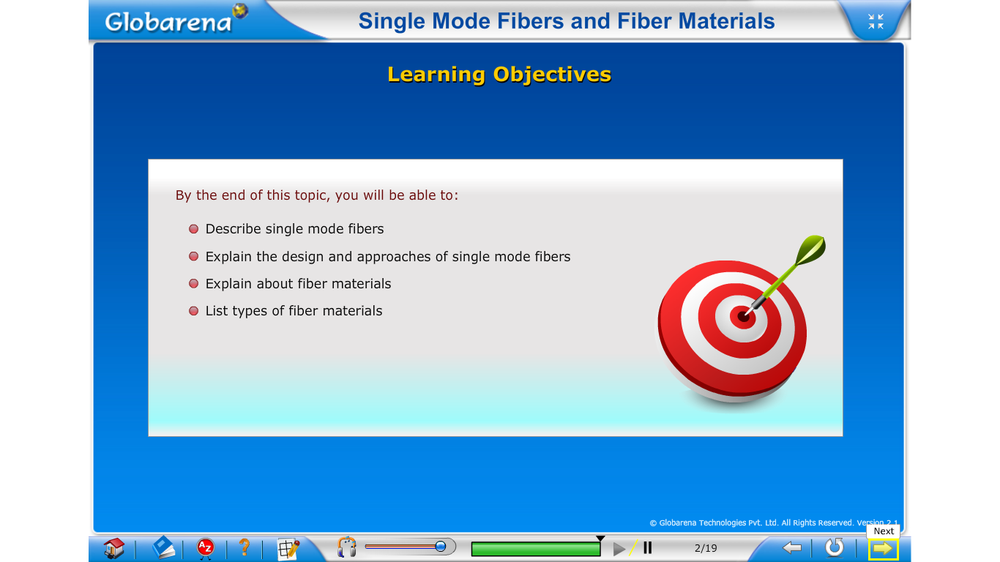 Globarena
Single Mode Fibers and Fiber Materials
Learning Objectives
By the end of this topic, you will be able to:
Describe single mode fibers
Explain the design and approaches of single mode fibers
Explain about fiber materials
List types of fiber materials
© Globarena Technologies Pvt. Ltd. All Rights Reserved. Version 2.1
Next
AZ
?
2/19